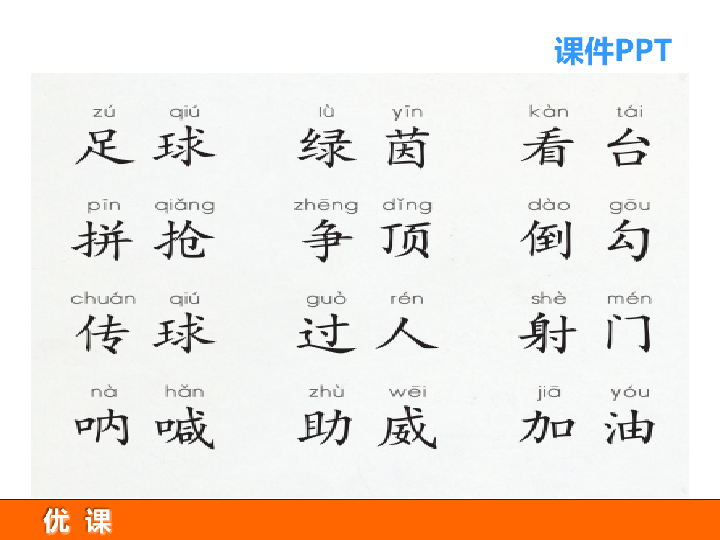 课件PPT
zú qiú lǜ yīn kàn tái
足球 绿茵 看台
pīn qiǎng zhēng dǐng dào gōu
拼抢 争顶 倒勾
chuán qiú guò rén shè mén
传球 过人 射门
nà hǎn zhù wēi jiā yóu
呐喊 助威 加油
优 课